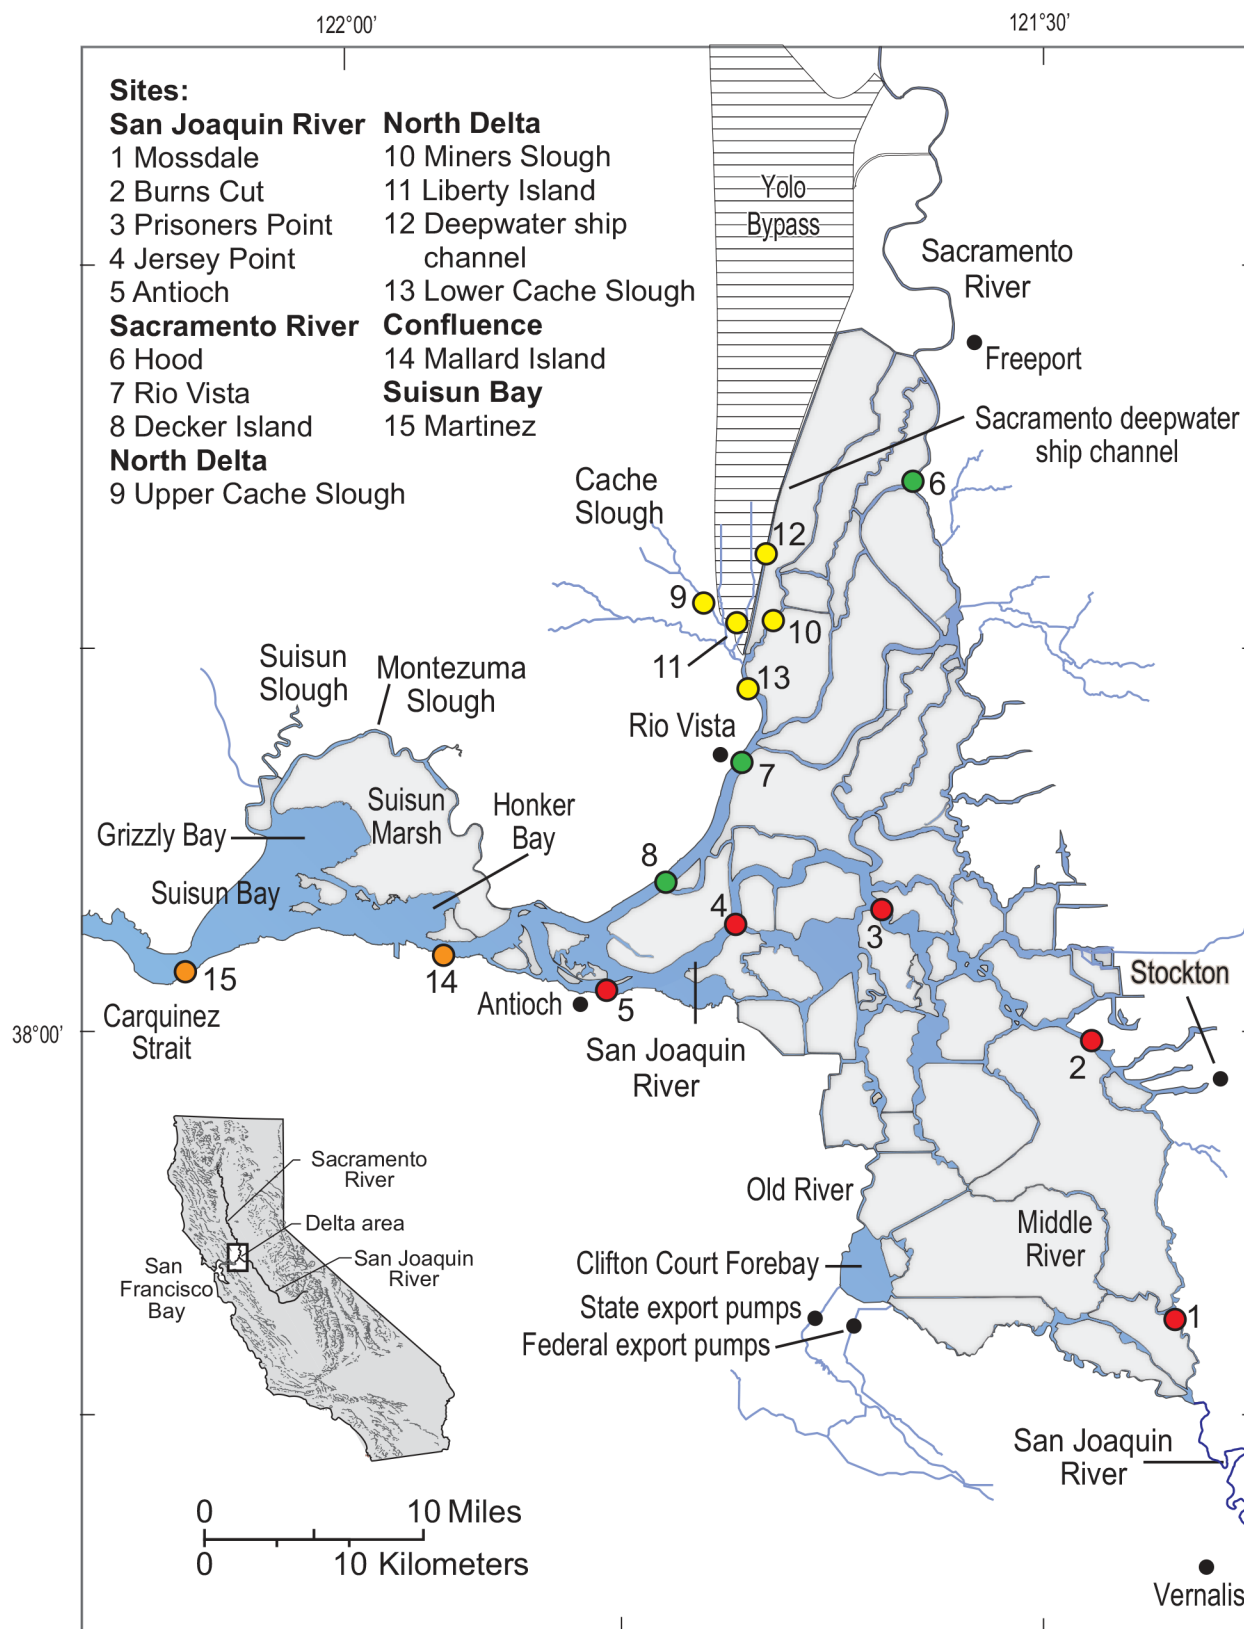 122°00'
121°30'
Sites:
San Joaquin River
1 Mossdale
2 Burns Cut
3 Prisoners Point
4 Jersey Point
5 Antioch
Sacramento River
6 Hood
7 Rio Vista
8 Decker Island
North Delta
9 Upper Cache Slough
North Delta
10 Miners Slough
11 Liberty Island
12 Deepwater ship
channel
13 Lower Cache Slough
Confluence
14 Mallard Island
Suisun Bay
15 Martinez
Yolo
Bypass
Sacramento
River
Freeport
Sacramento deepwater
ship channel
Cache
Slough
6
12
9
10
11
13
Suisun
Slough
Montezuma
Slough
Rio Vista
7
Suisun
Marsh
Honker
Bay
Grizzly Bay
8
Suisun Bay
4
3
15
14
Antioch
5
Stockton
Carquinez
Strait
38°00'
San Joaquin
River
2
Sacramento
River
Delta area
San Joaquin
River
San
Francisco
Bay
Old River
Middle
River
Clifton Court Forebay
State export pumps
Federal export pumps
1
San Joaquin
River
0 10 Miles
0 10 Kilometers
Vernalis